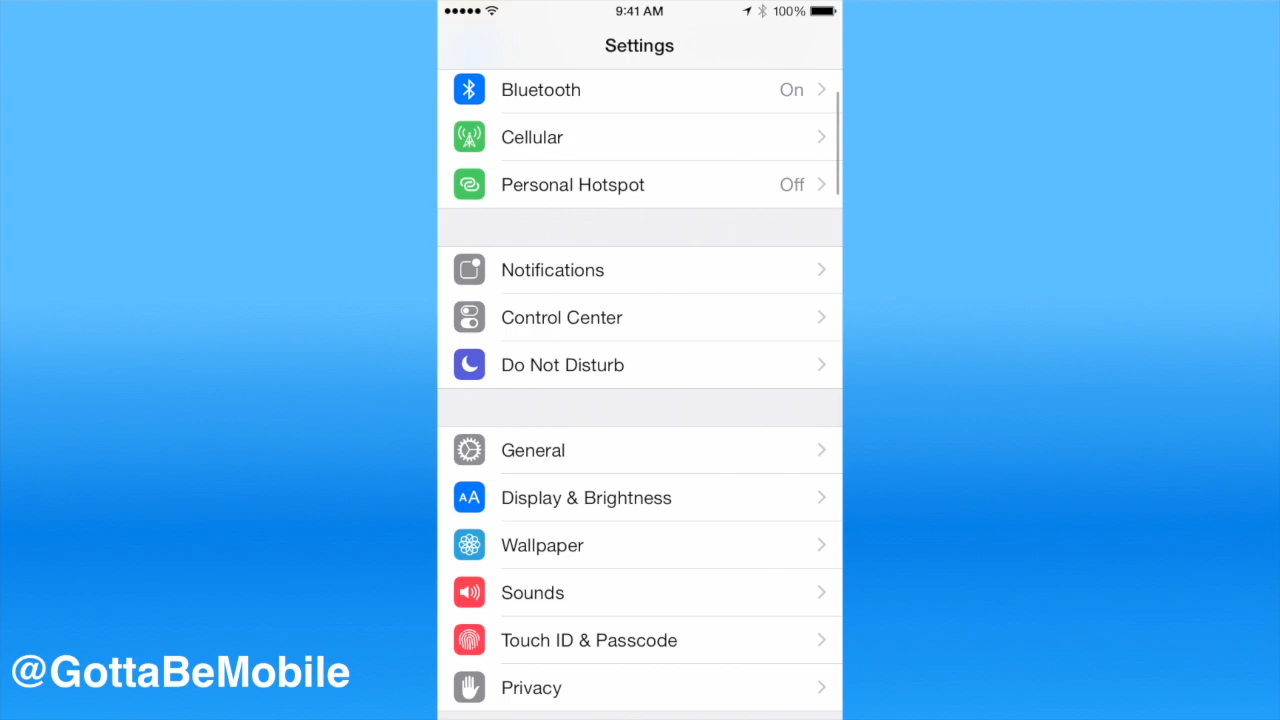 9:41 AM 100%
Settings
Bluetooth On
Cellular
Personal Hotspot Off
Notifications
Control Center
Do Not Disturb
General
AA Display & Brightness
Wallpaper
Sounds
Touch ID & Passcode
Privacy
@GottaBeMobile